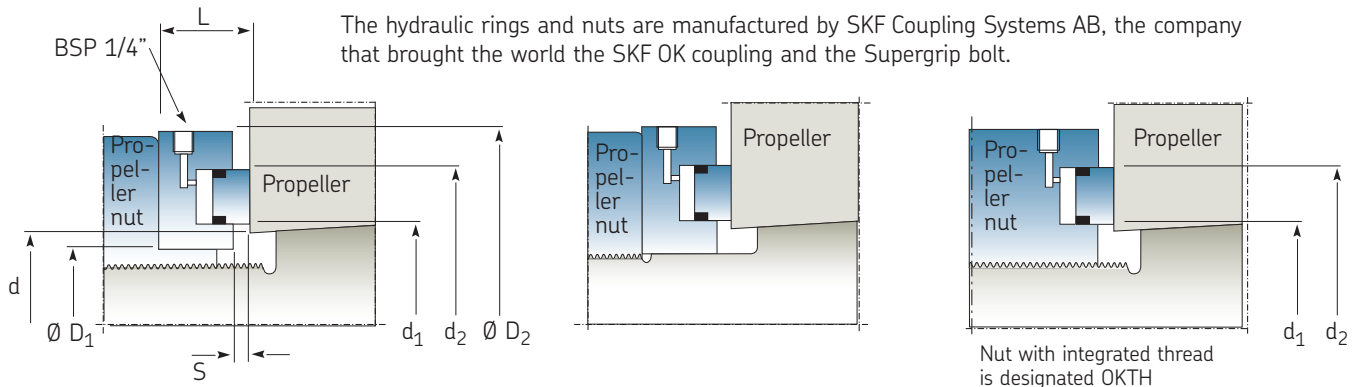 L
The hydraulic rings and nuts are manufactured by SKF Coupling Systems AB, the company
that brought the world the SKF OK coupling and the Supergrip bolt.
BSP 1/4”
Pro-
pel-
ler
nut
Propeller
d
Ø D1
S
d1
d2
Ø D2
Pro-
pel-
ler
nut
Propeller
Pro-
pel-
ler
nut
Propeller
d1
d2
Nut with integrated thread
is designated OKTH